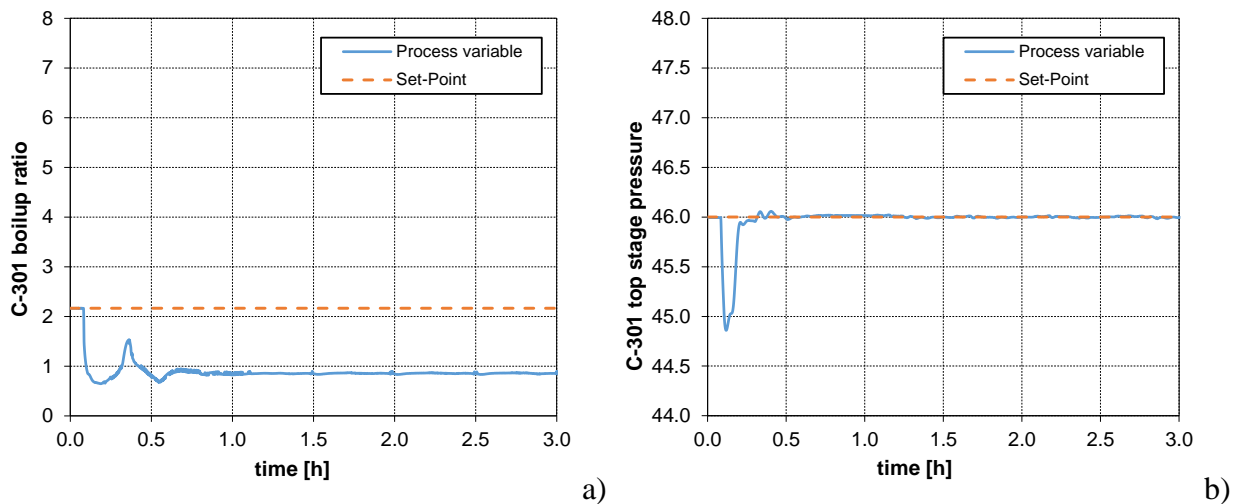 8
7
6
5
4
3
2
1
0
C-301 boilup ratio
Process variable
Set-Point
0.0 0.5 1.0 1.5 2.0 2.5 3.0
time [h]
a)
48.0
47.5
47.0
46.5
46.0
45.5
45.0
44.5
44.0
C-301 top stage pressure
Process variable
Set-Point
0.0 0.5 1.0 1.5 2.0 2.5 3.0
time [h]
b)